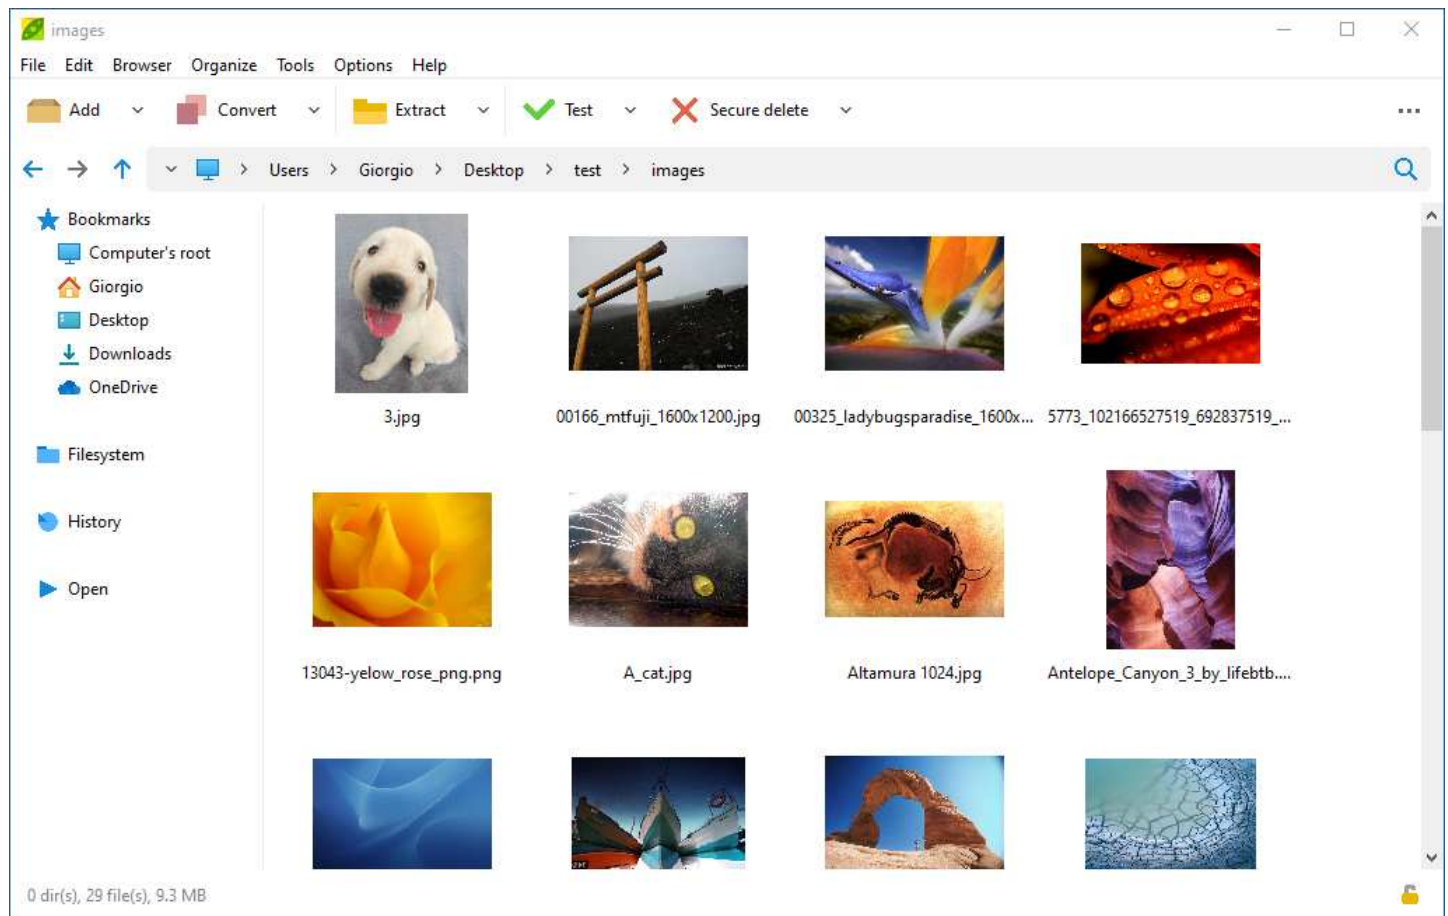 images
File Edit Browser Organize Tools Options Help
Add Convert Extract Test Secure delete
Users Giorgio Desktop test images
Bookmarks
Computer's root
Giorgio
Desktop
Downloads
OneDrive
Filesystem
History
Open
3.jpg 00166_mtfuji_1600x1200.jpg 00325_ladybugsparadise_1600x... 5773_102166527519_692837519_...
13043-yelow_rose_png.png A_cat.jpg Altamura 1024.jpg Antelope_Canyon_3_by_lifebtb....
0 dir(s), 29 file(s), 9.3 MB